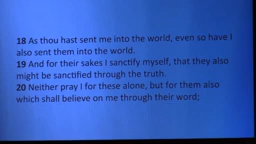 18 As thou hast sent me into the world, even so have I
also sent them into the world.
19 And for their sakes I sanctify myself, that they also
might be sanctified through the truth.
20 Neither pray I for these alone, but for them also
which shall believe on me through their word;